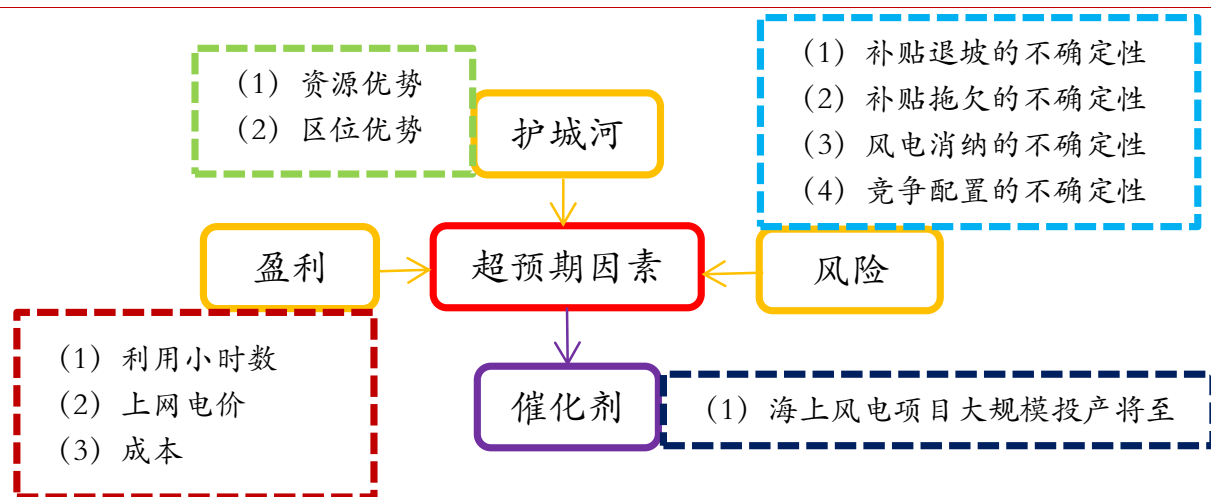 (1) 资源优势
(2) 区位优势
护城河
(1) 补贴退坡的不确定性
(2) 补贴拖欠的不确定性
(3) 风电消纳的不确定性
(4) 竞争配置的不确定性
盈利
超预期因素
风险
(1) 利用小时数
(2) 上网电价
(3) 成本
催化剂
(1) 海上风电项目大规模投产将至